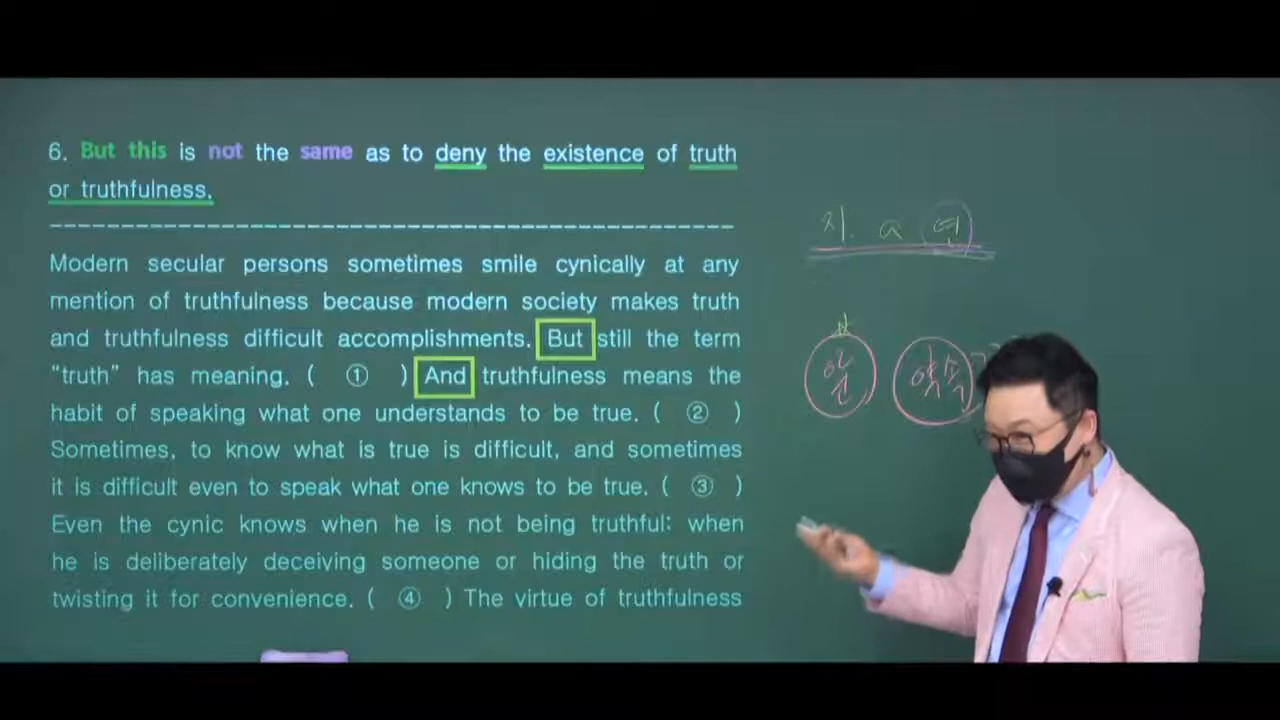 6. But this is not the same as to deny the existence of truth
or truthfulness.
Modern secular persons sometimes smile cynically at any
mention of truthfulness because modern society makes truth
and truthfulness difficult accomplishments. But still the term
“truth” has meaning. ( ① ) And truthfulness means the
habit of speaking what one understands to be true. ( ② )
Sometimes, to know what is true is difficult, and sometimes
it is difficult even to speak what one knows to be true. ( ③ )
Even the cynic knows when he is not being truthful: when
he is deliberately deceiving someone or hiding the truth or
twisting it for convenience. ( ④ ) The virtue of truthfulness
지. a